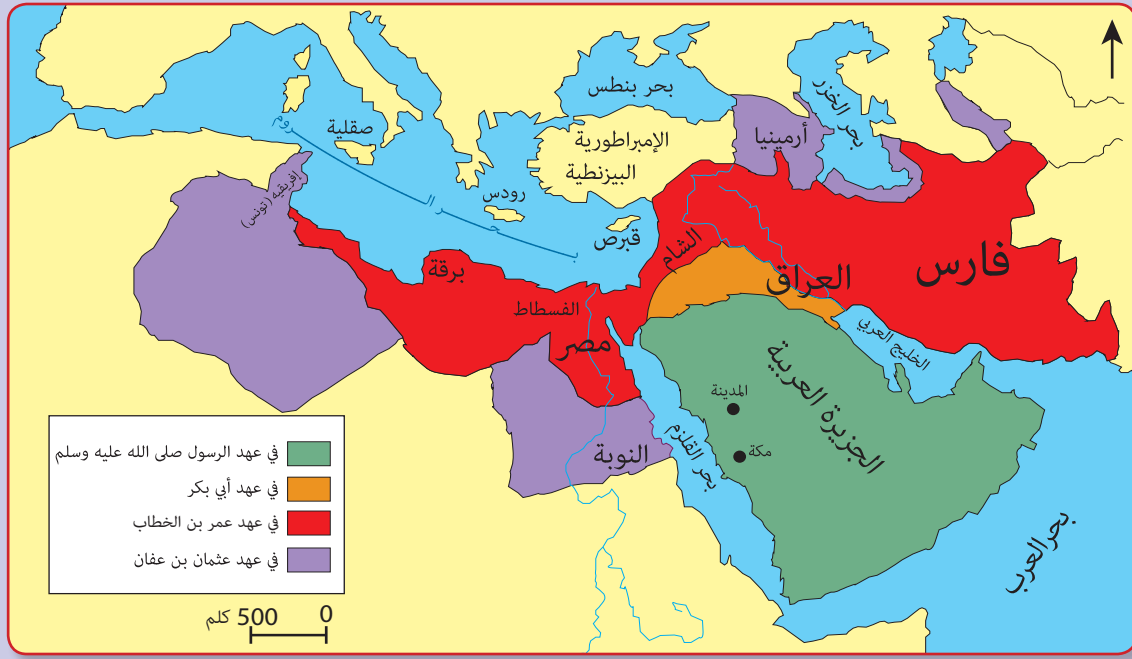 بحر بنطس
بحر الخزر
أرمينيا
صقلية
الإمبراطورية
البيزنطية
بحر الروم
إفريقيه (تونس)
رودس
قبرص
الشام
فارس
العراق
برقة
الفسطاط
مصر
الخليج العربي
الجزيرة العربية
المدينة
مكة
بحر القلزم
النوبة
بحر العرب
في عهد الرسول صلى الله عليه وسلم
في عهد أبي بكر
في عهد عمر بن الخطاب
في عهد عثمان بن عفان
0 500 كلم